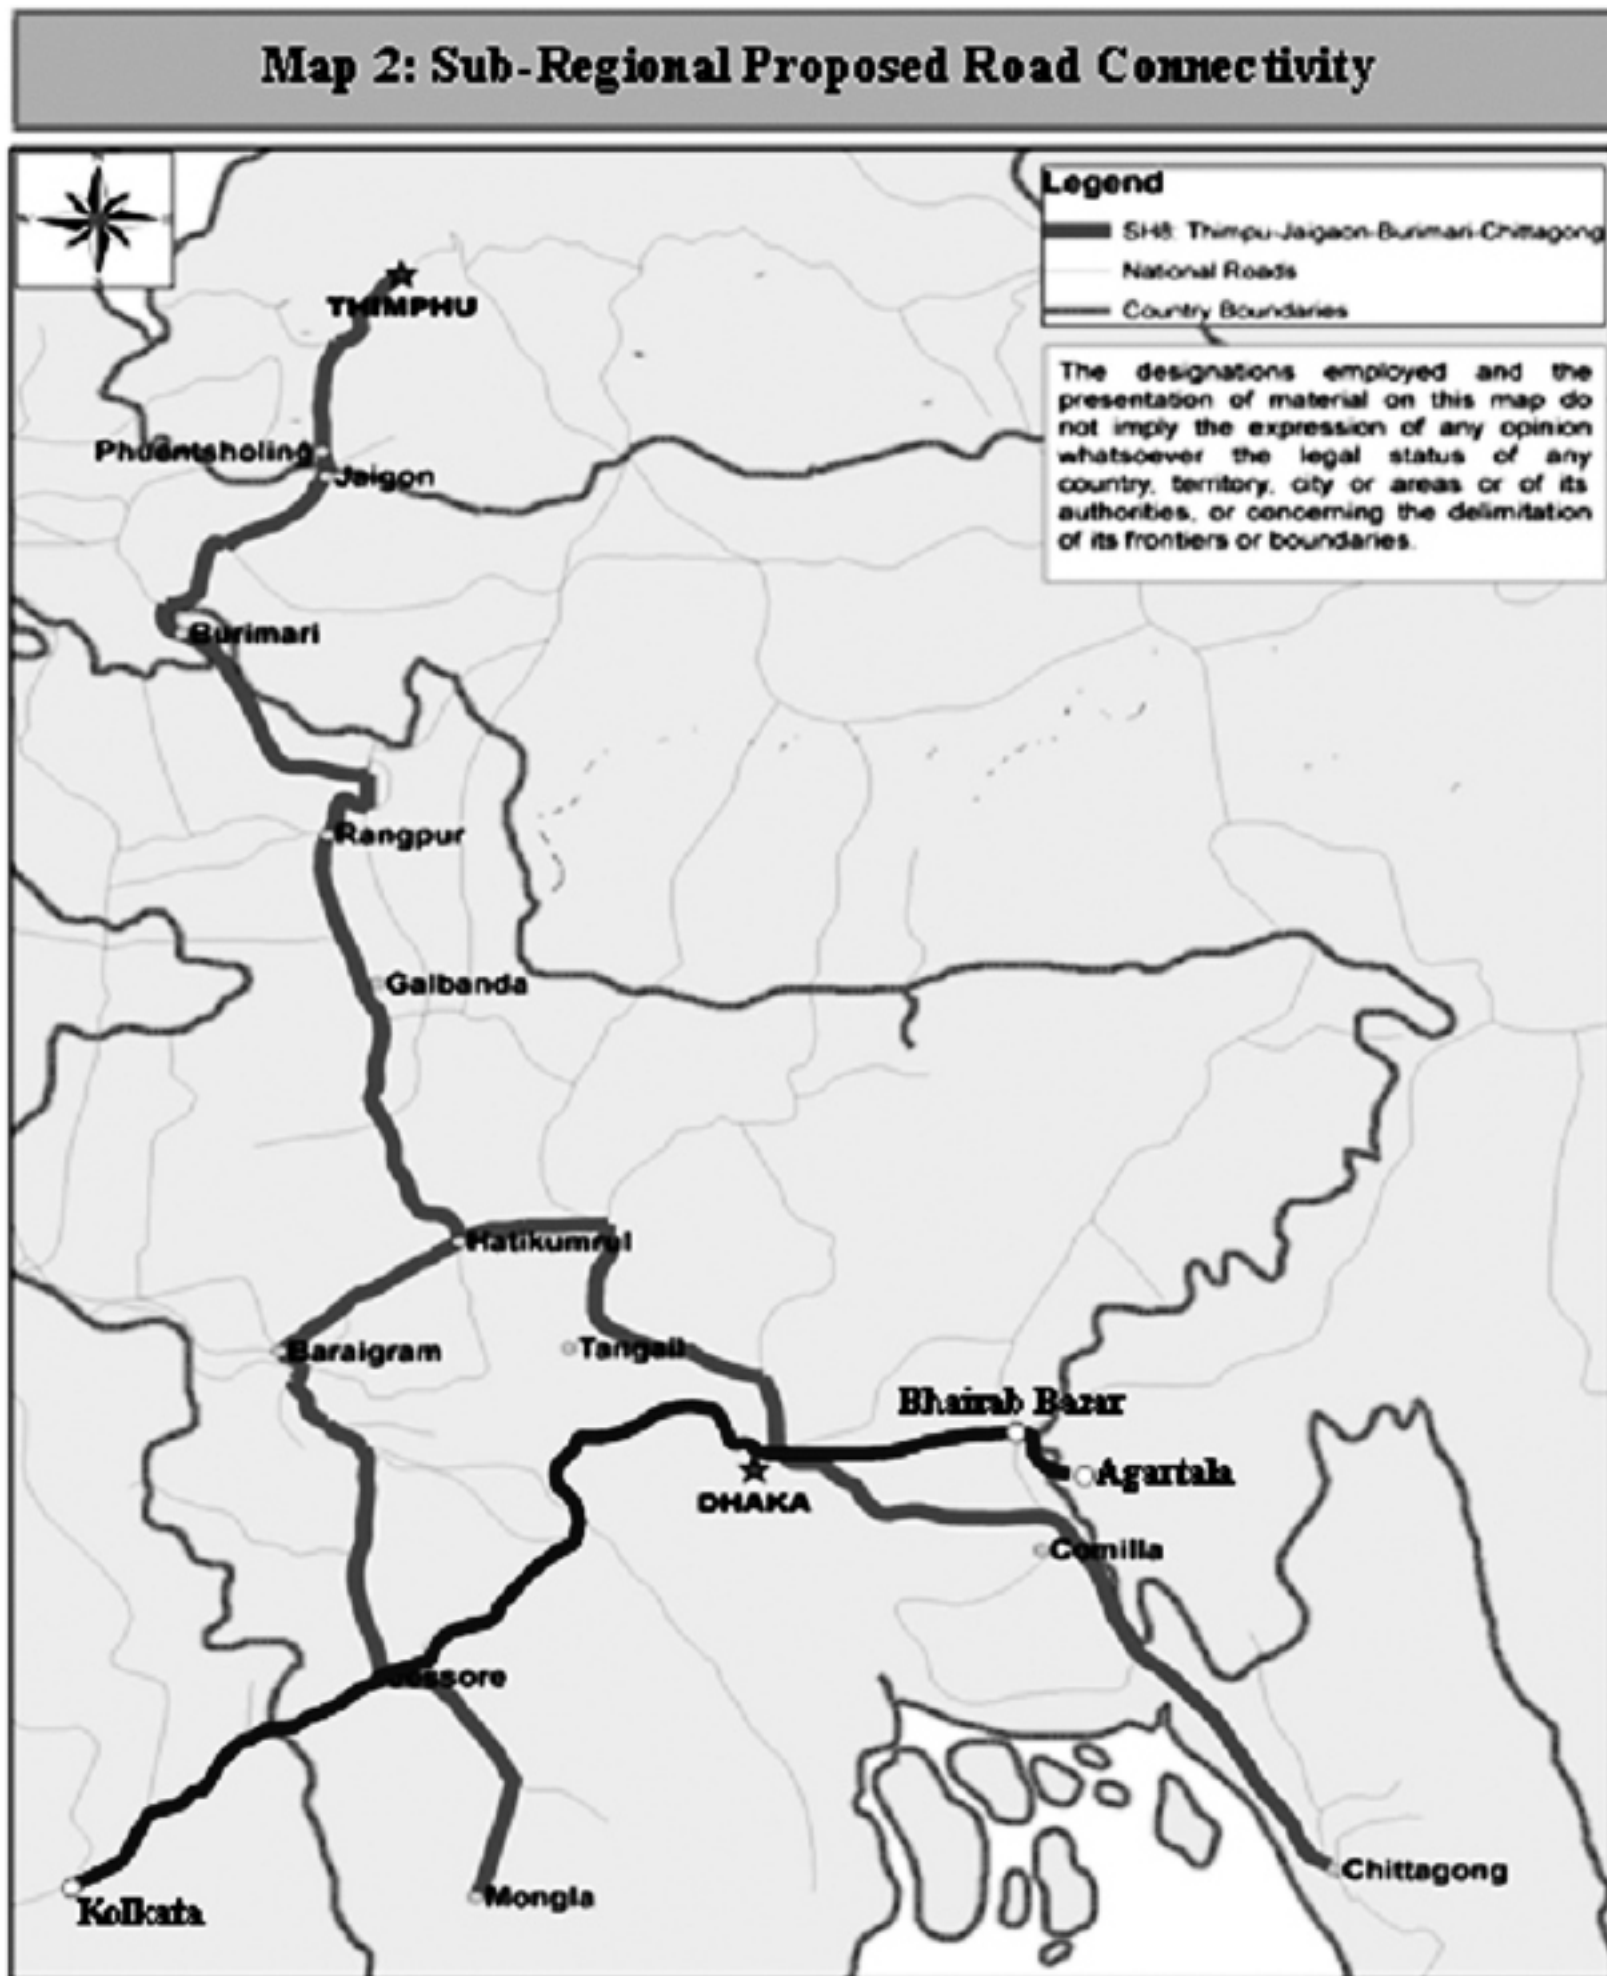 Map 2: Sub-Regional Proposed Road Connectivity
Legend
SH8: Thimpu-Jaigaon-Burimari-Chittagong
National Roads
Country Boundaries
The designations employed and the
presentation of material on this map do
not imply the expression of any opinion
whatsoever the legal status of any
country, territory, city or areas or of its
authorities, or concerning the delimitation
of its frontiers or boundaries.
THIMPHU
Phuentsholing
Jaigon
Burimari
Rangpur
Gaibanda
Hatikumrul
Baraigram
Tangail
Bhairab Bazar
Agartala
DHAKA
Comilla
Jessore
Chittagong
Mongla
Kolkata